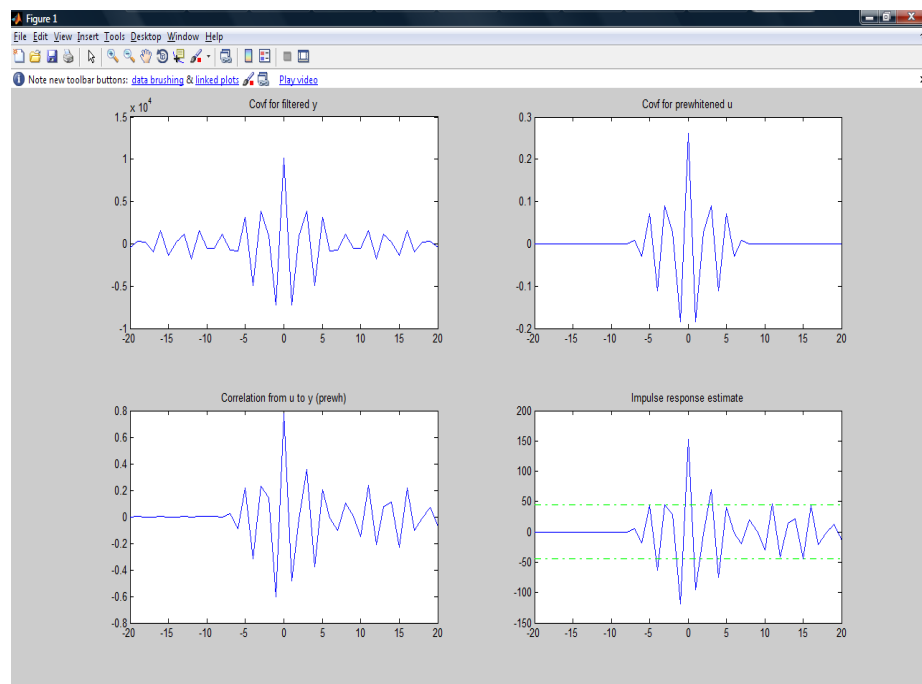 Figure 1
File Edit View Insert Tools Desktop Window Help
Note new toolbar buttons: data brushing & linked plots Play video
Covf for filtered y
x 10^4
1.5
1
0.5
0
-0.5
-1
-20 -15 -10 -5 0 5 10 15 20
Covf for prewhitened u
0.3
0.2
0.1
0
-0.1
-0.2
-20 -15 -10 -5 0 5 10 15 20
Correlation from u to y (prewh)
0.8
0.6
0.4
0.2
0
-0.2
-0.4
-0.6
-0.8
-20 -15 -10 -5 0 5 10 15 20
Impulse response estimate
200
150
100
50
0
-50
-100
-150
-20 -15 -10 -5 0 5 10 15 20